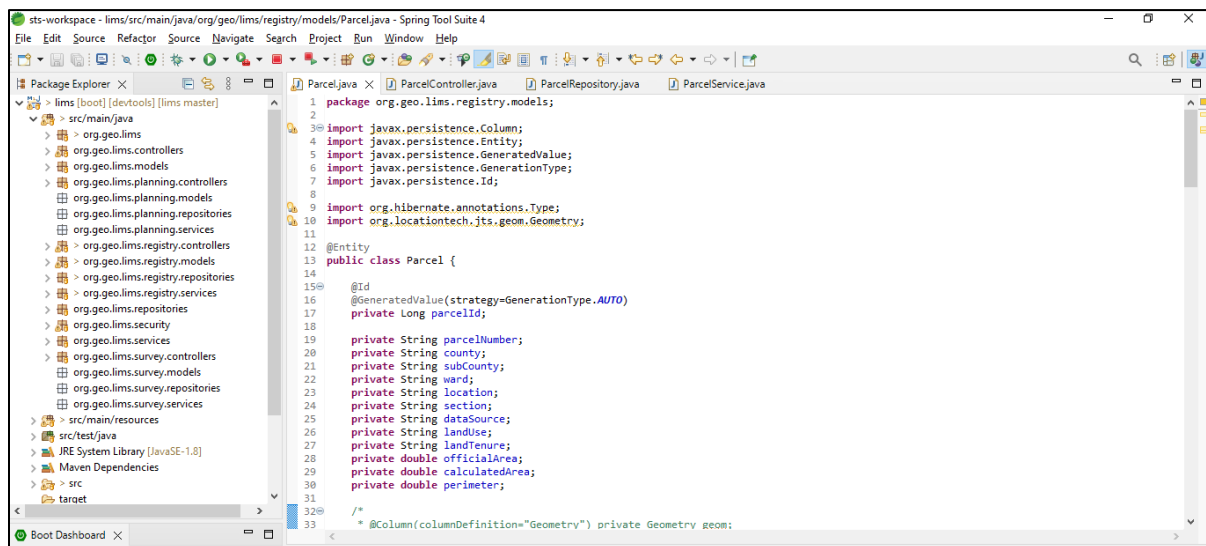 sts-workspace - lims/src/main/java/org/geo/lims/registry/models/Parcel.java - Spring Tool Suite 4
File Edit Source Refactor Source Navigate Search Project Run Window Help
Package Explorer
> lims [boot] [devtools] [lims master]
> src/main/java
> org.geo.lims
org.geo.lims.controllers
org.geo.lims.models
org.geo.lims.planning.controllers
org.geo.lims.planning.models
org.geo.lims.planning.repositories
org.geo.lims.planning.services
> org.geo.lims.registry.controllers
> org.geo.lims.registry.models
> org.geo.lims.registry.repositories
> org.geo.lims.registry.services
org.geo.lims.repositories
org.geo.lims.security
org.geo.lims.services
org.geo.lims.survey.controllers
org.geo.lims.survey.models
org.geo.lims.survey.repositories
org.geo.lims.survey.services
> src/main/resources
src/test/java
JRE System Library [JavaSE-1.8]
Maven Dependencies
> src
target
Boot Dashboard
Parcel.java ParcelController.java ParcelRepository.java ParcelService.java
1 package org.geo.lims.registry.models;
2
3 import javax.persistence.Column;
4 import javax.persistence.Entity;
5 import javax.persistence.GeneratedValue;
6 import javax.persistence.GenerationType;
7 import javax.persistence.Id;
8
9 import org.hibernate.annotations.Type;
10 import org.locationtech.jts.geom.Geometry;
11
12 @Entity
13 public class Parcel {
14
15 @Id
16 @GeneratedValue(strategy=GenerationType.AUTO)
17 private Long parcelId;
18
19 private String parcelNumber;
20 private String county;
21 private String subCounty;
22 private String ward;
23 private String location;
24 private String section;
25 private String dataSource;
26 private String landUse;
27 private String landTenure;
28 private double officialArea;
29 private double calculatedArea;
30 private double perimeter;
31
32 /*
33 * @Column(columnDefinition="Geometry") private Geometry geom;